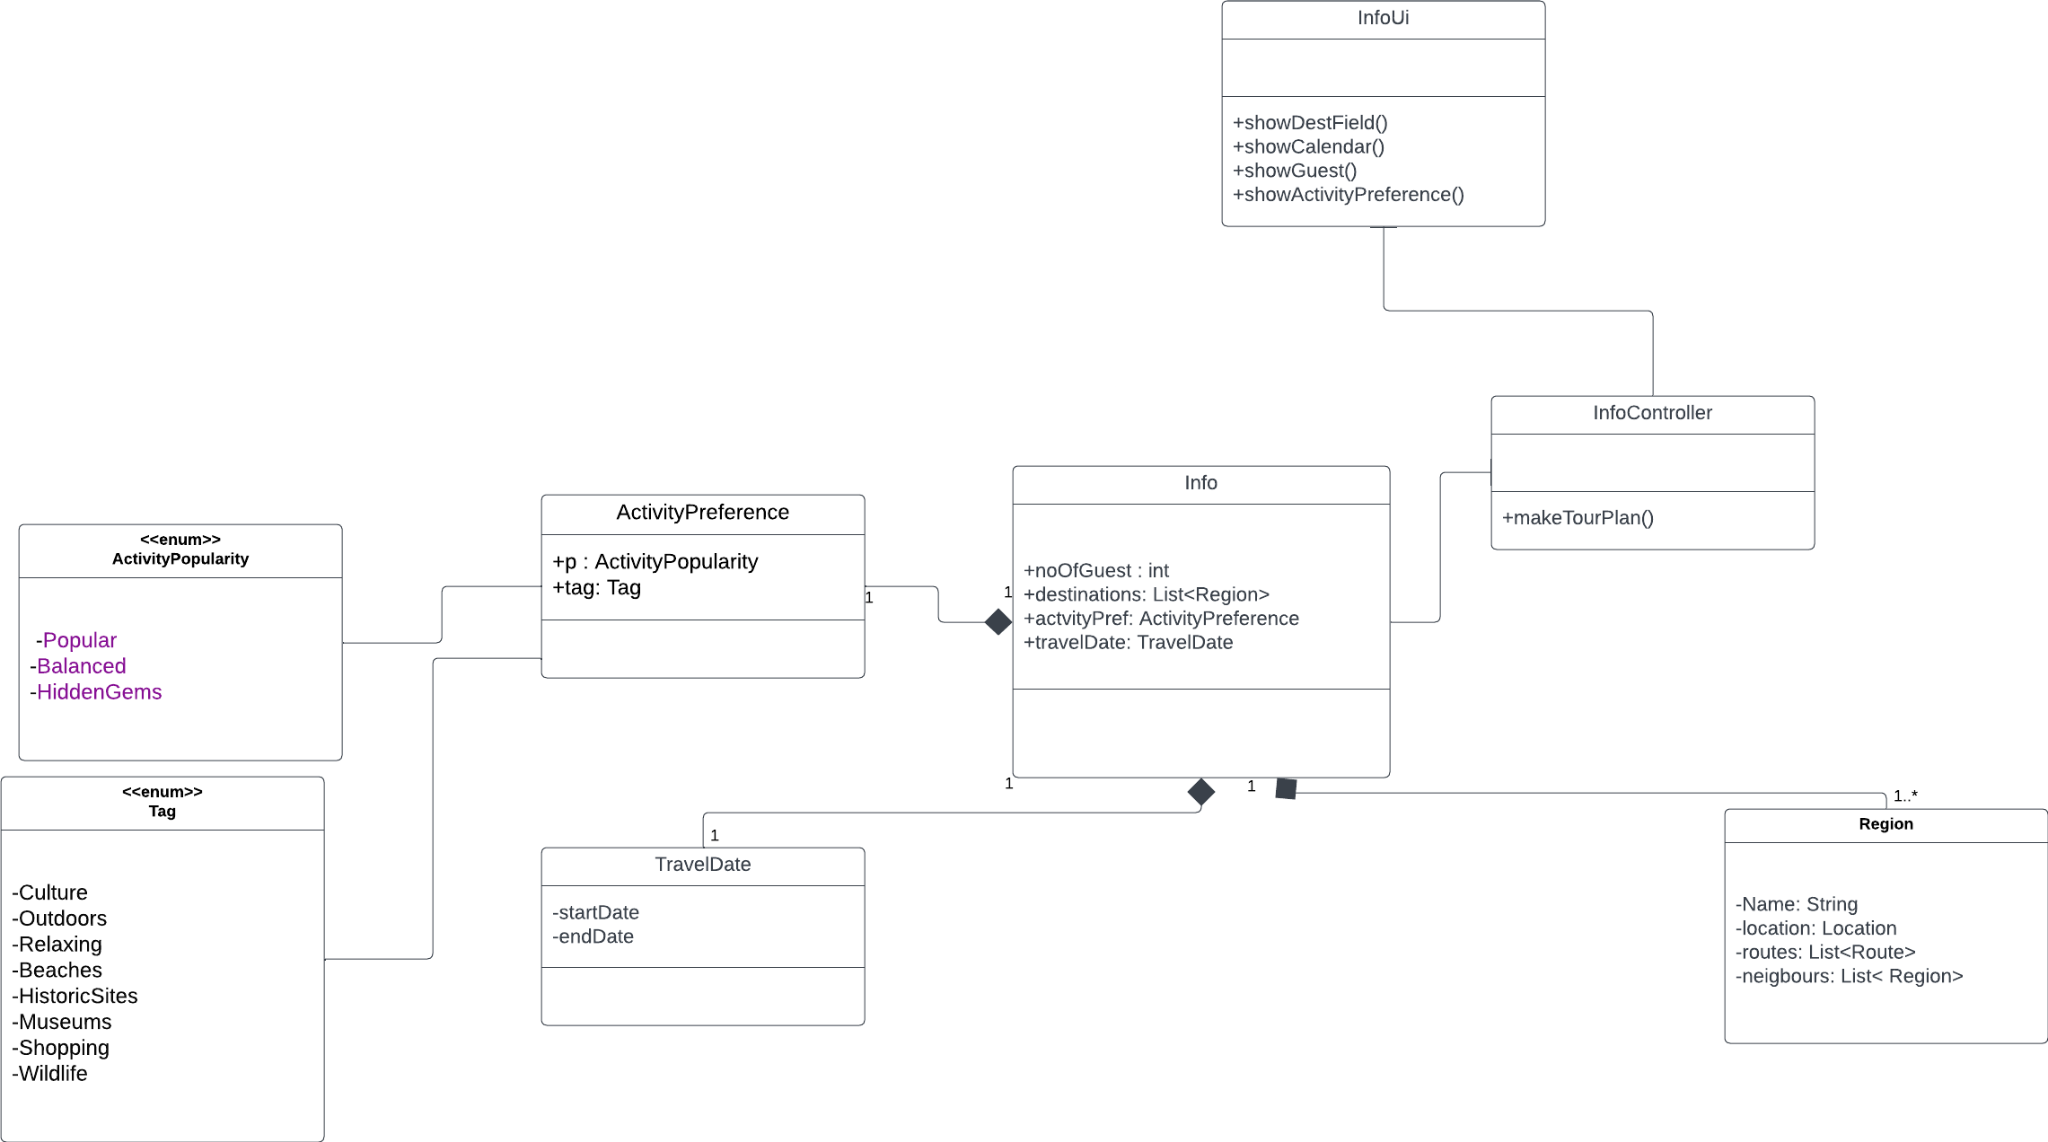 InfoUi
+showDestField()
+showCalendar()
+showGuest()
+showActivityPreference()
InfoController
+makeTourPlan()
Info
+noOfGuest : int
+destinations: List<Region>
+actvityPref: ActivityPreference
+travelDate: TravelDate
1
1
ActivityPreference
+p : ActivityPopularity
+tag: Tag
1
<<enum>>
ActivityPopularity
-Popular
-Balanced
-HiddenGems
<<enum>>
Tag
-Culture
-Outdoors
-Relaxing
-Beaches
-HistoricSites
-Museums
-Shopping
-Wildlife
1
1
TravelDate
-startDate
-endDate
1..*
Region
-Name: String
-location: Location
-routes: List<Route>
-neigbours: List< Region>